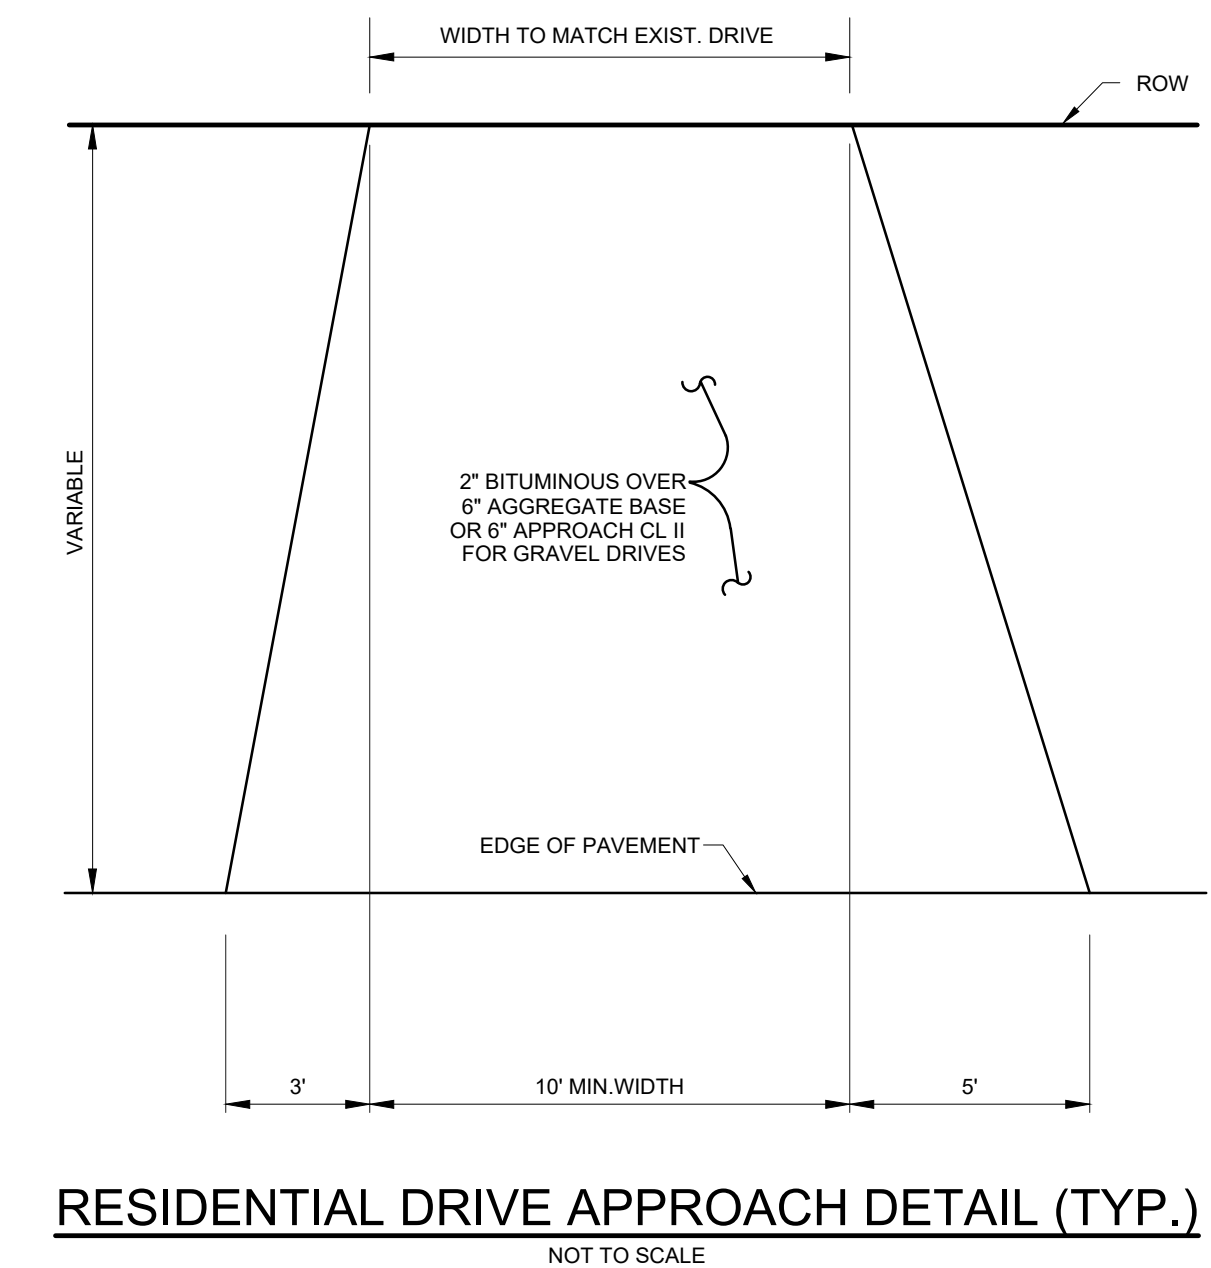 WIDTH TO MATCH EXIST. DRIVE
ROW
VARIABLE
2" BITUMINOUS OVER
6" AGGREGATE BASE
OR 6" APPROACH CL II
FOR GRAVEL DRIVES
EDGE OF PAVEMENT
3'
10' MIN.WIDTH
5'
RESIDENTIAL DRIVE APPROACH DETAIL (TYP.)
NOT TO SCALE